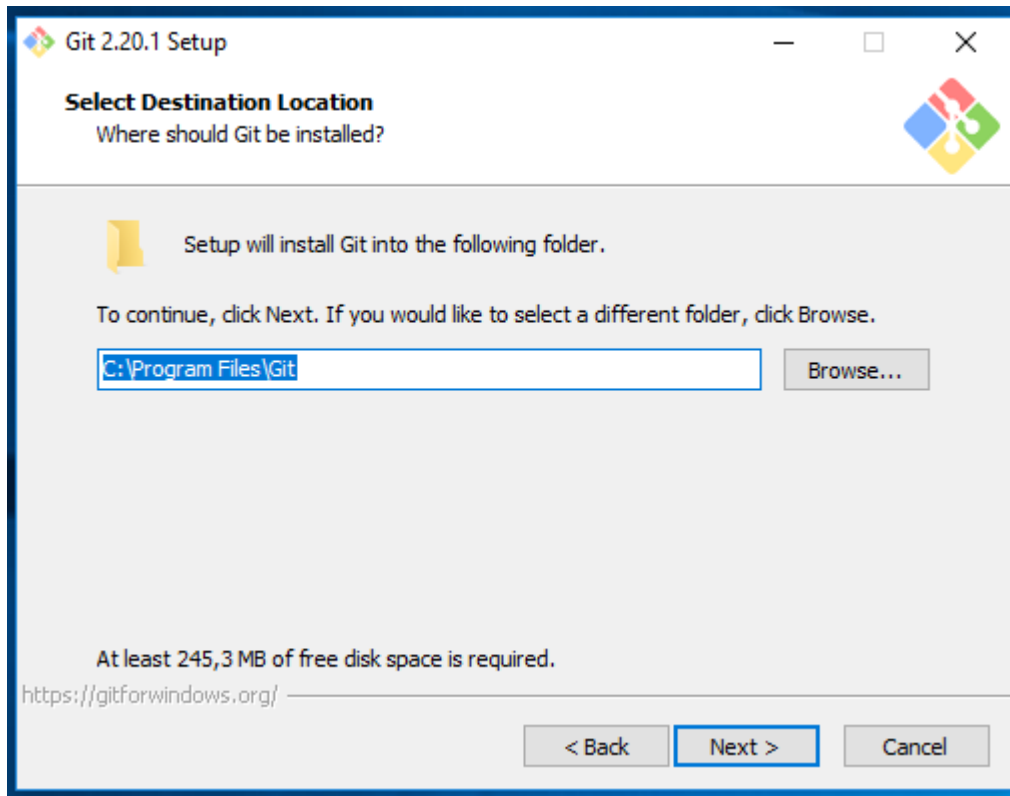 Git 2.20.1 Setup
Select Destination Location
Where should Git be installed?
Setup will install Git into the following folder.
To continue, click Next. If you would like to select a different folder, click Browse.
C:\Program Files\Git
Browse...
At least 245,3 MB of free disk space is required.
https://gitforwindows.org/
< Back
Next >
Cancel